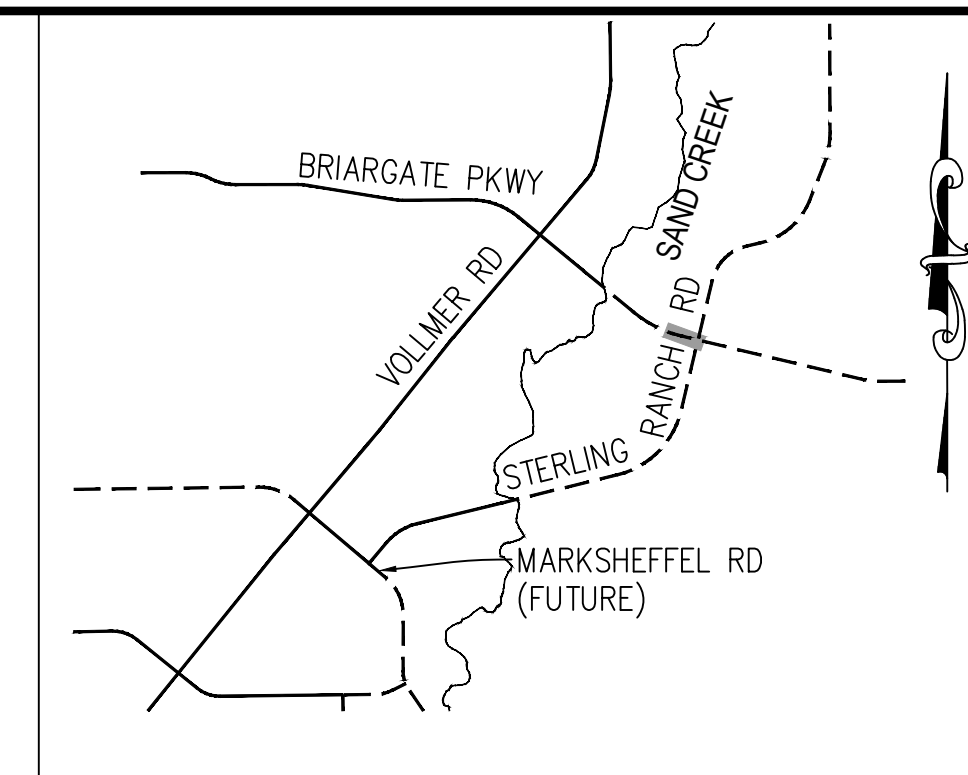 BRIARGATE PKWY
SAND CREEK
VOLLMER RD
STERLING RANCH RD
MARKSHEFFEL RD
(FUTURE)